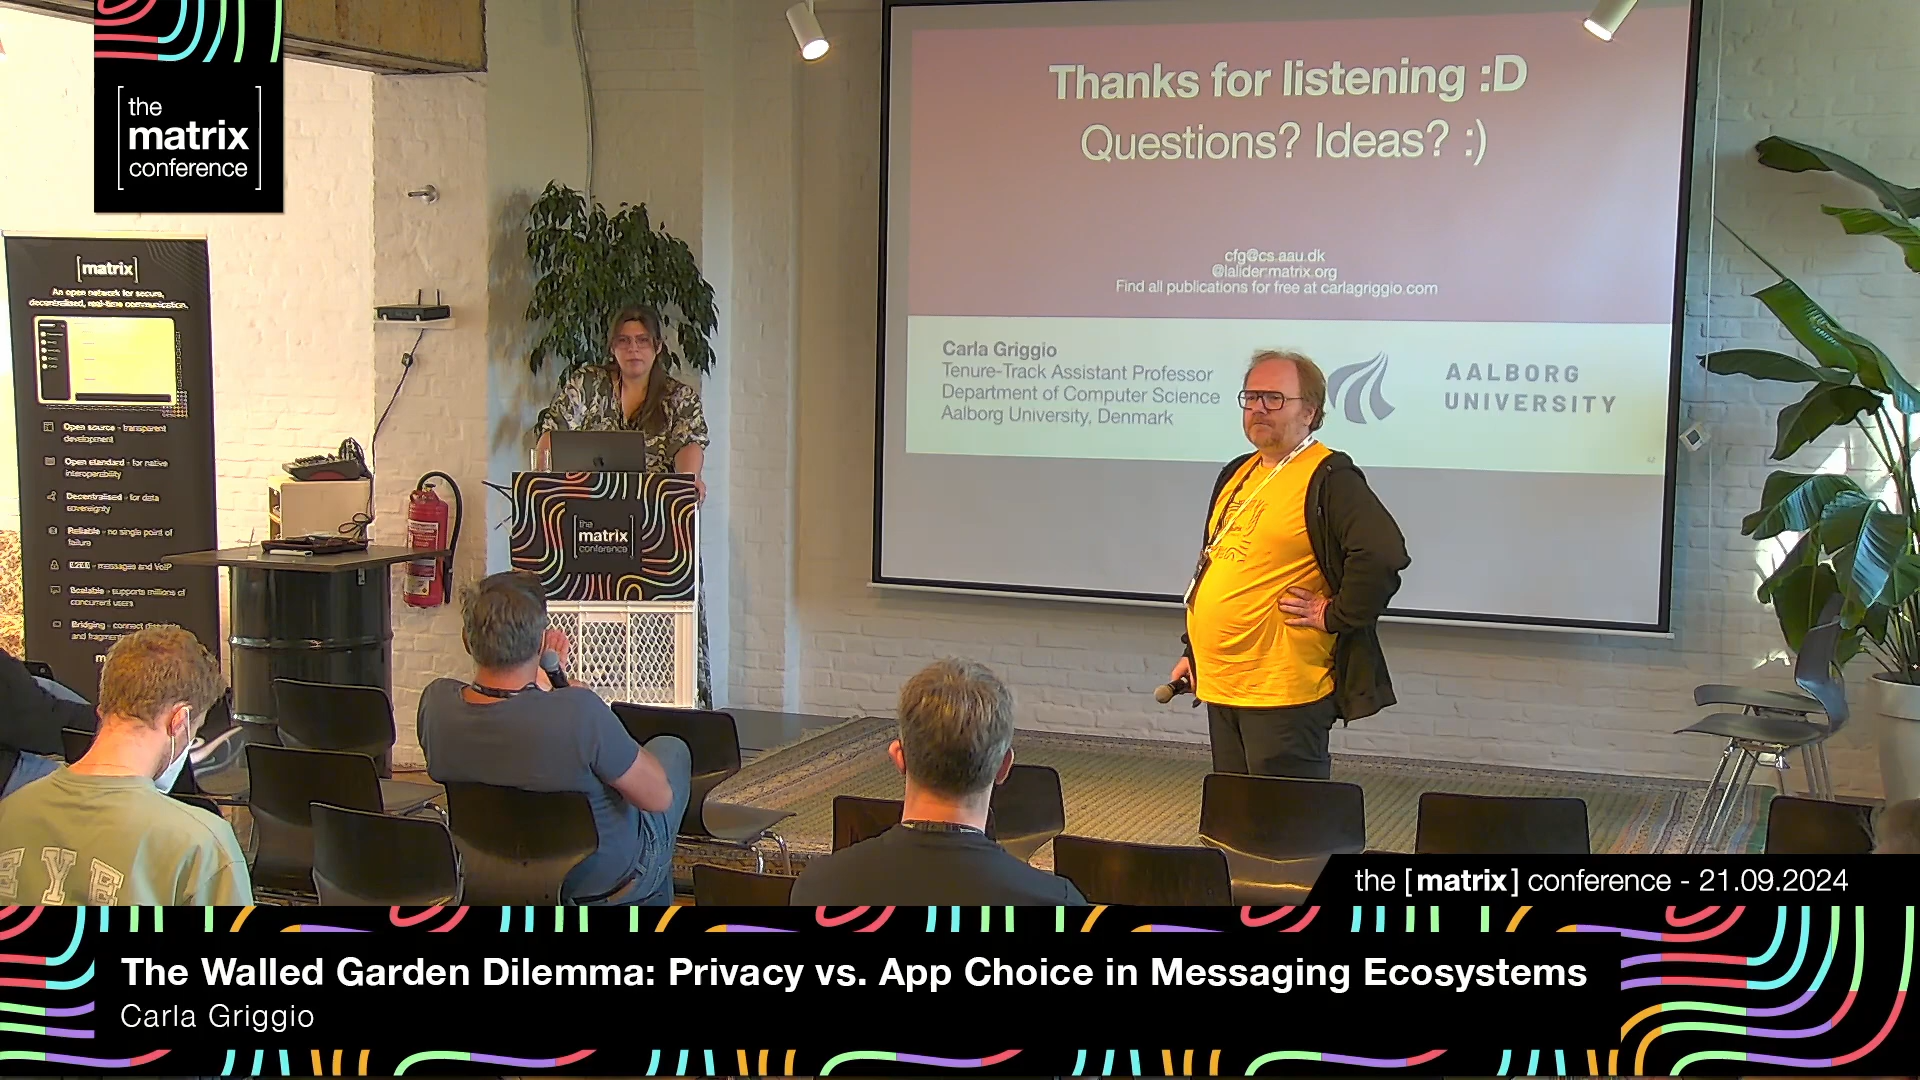 the
matrix
conference
[matrix]
An open network for secure,
decentralised, real-time communication.
Open source - transparent
development
Open standard - for native
interoperability
Decentralised - for data
sovereignty
Reliable - no single point of
failure
E2EE - messages and VoIP
Scalable - supports millions of
concurrent users
Bridging - connect
and
Thanks for listening :D
Questions? Ideas? :)
cfg@cs.aau.dk
@lalider:matrix.org
Find all publications for free at carlagriggio.com
Carla Griggio
Tenure-Track Assistant Professor
Department of Computer Science
Aalborg University, Denmark
AALBORG
UNIVERSITY
the
matrix
conference
EYE
the [matrix] conference - 21.09.2024
The Walled Garden Dilemma: Privacy vs. App Choice in Messaging Ecosystems
Carla Griggio